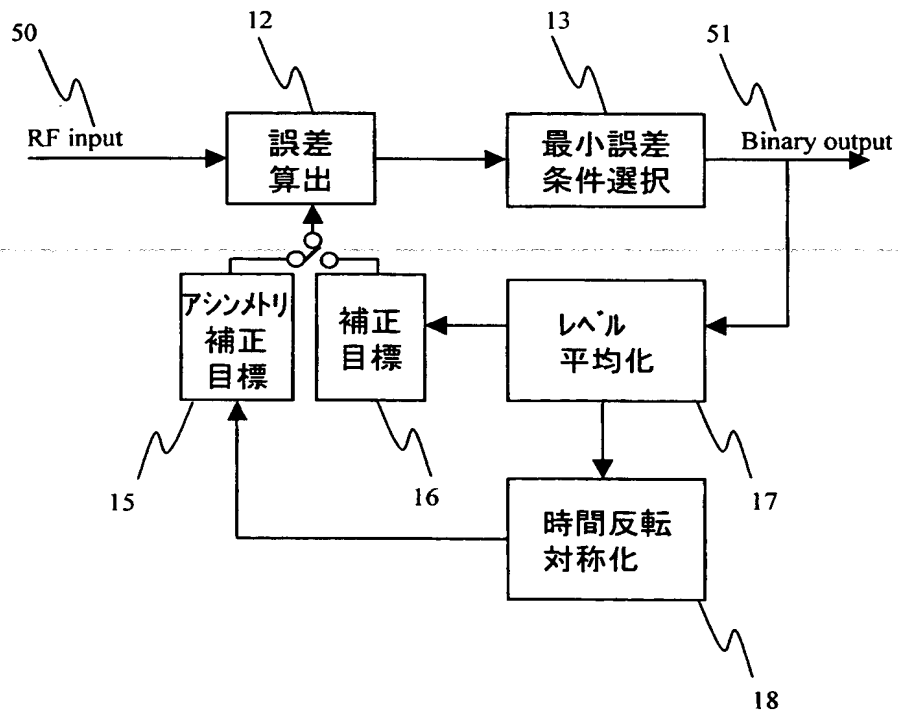 50
12
13
51
RF input
誤差
算出
最小誤差
条件選択
Binary output
アシンメトリ
補正
目標
補正
目標
レベル
平均化
15
16
17
時間反転
対称化
18